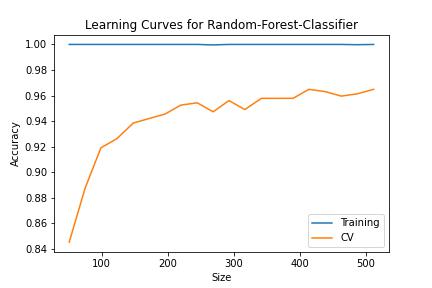 Learning Curves for Random-Forest-Classifier
1.00
0.98
0.96
0.94
0.92
0.90
0.88
0.86
0.84
Accuracy
100
200
300
400
500
Size
Training
CV